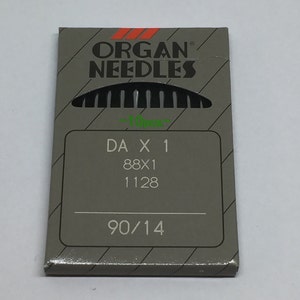 ORGAN®
NEEDLES
DA X 1
88X1
1128
90/14